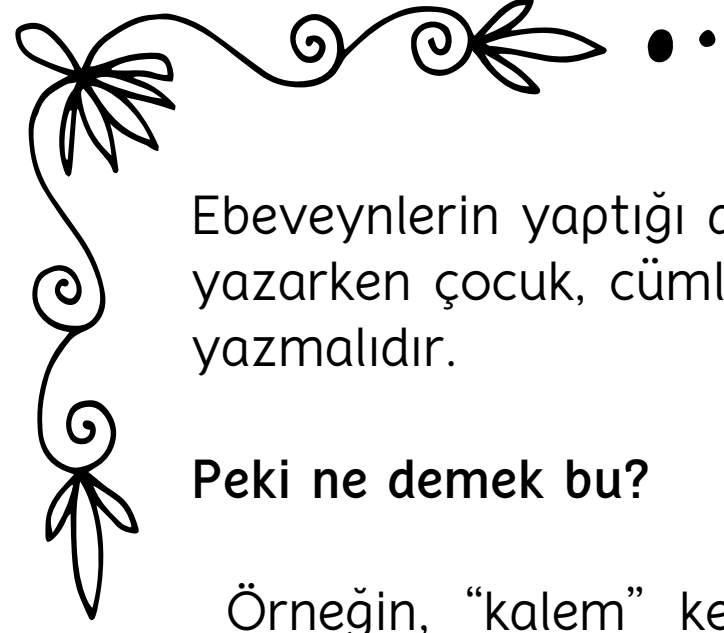 Ebeveynlerin yaptığı
yazarken çocuk,
yazmalıdır.
Peki ne demek bu?
Örneğin, “kalem”